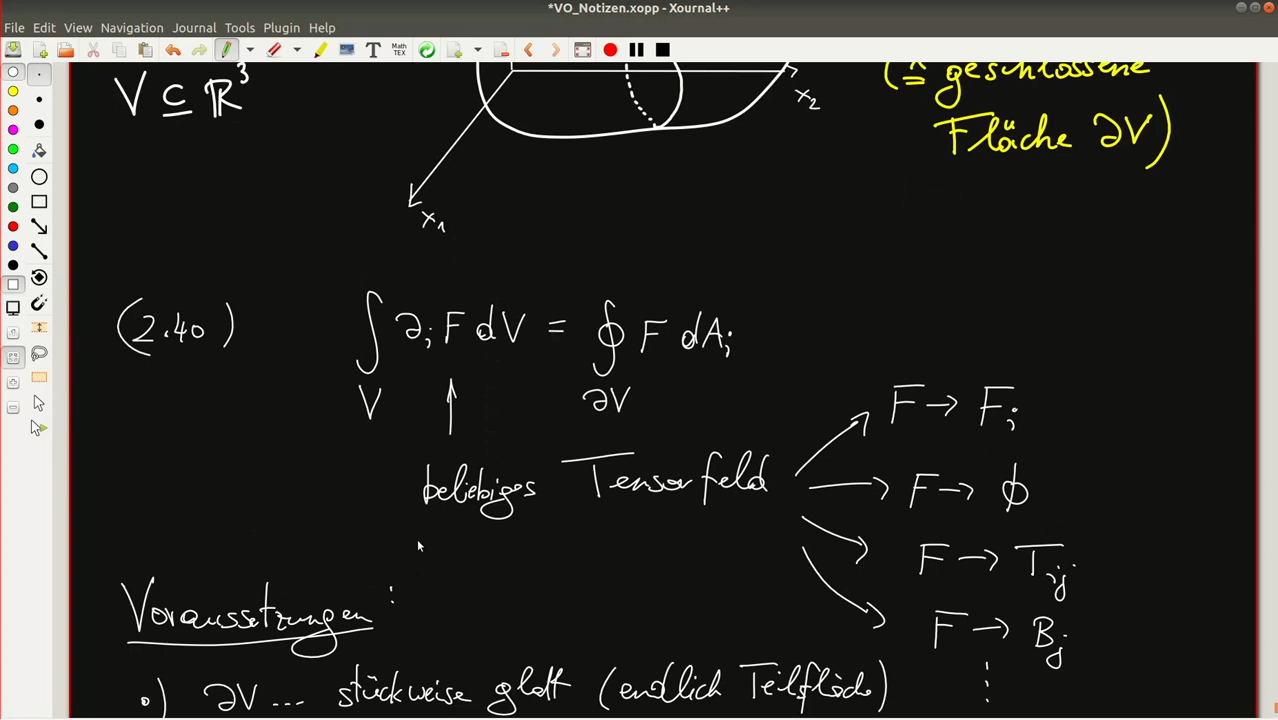 *VO_Notizen.xopp - Xournal++
File Edit View Navigation Journal Tools Plugin Help
V ⊆ ℝ³
x₂
x₁
(≙ geschlossene
Fläche ∂V)
(2.40) ∫_V ∂ᵢ F dV = ∮_∂V F dAᵢ
beliebiges Tensorfeld
F → Fᵢ
F → ϕ
F → Tᵢⱼ
F → Bⱼ
⋮
Voraussetzungen:
•) ∂V ... stückweise glatt (endlich Teilfläche)